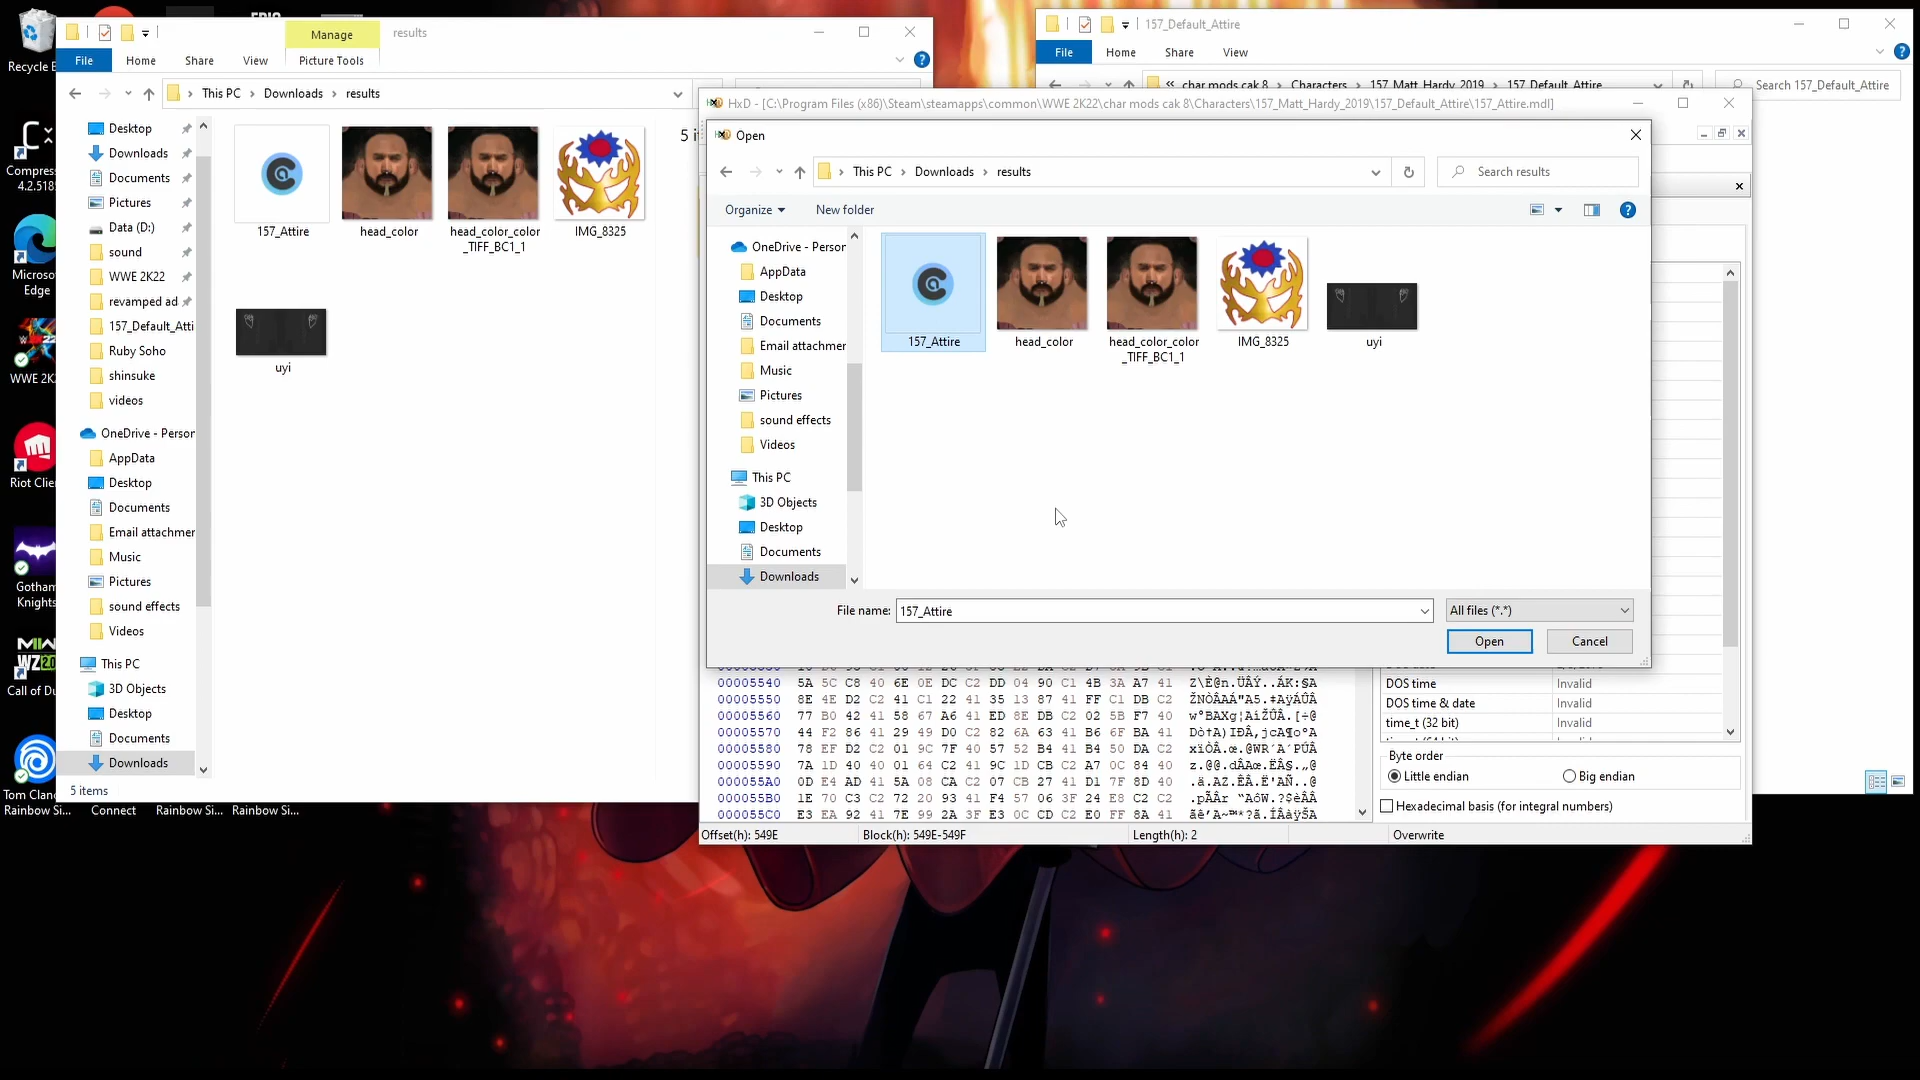 Recycle B
Compress
4.2.518
Microso
Edge
WWE 2K
Riot Clie
Gotham
Knights
Call of Du
Tom Clan
Rainbow Si...
Connect
Rainbow Si...
Rainbow Si...
Manage
results
File
Home
Share
View
Picture Tools
This PC
Downloads
results
Desktop
Downloads
Documents
Pictures
Data (D:)
sound
WWE 2K22
revamped ad
157_Default_Atti
Ruby Soho
shinsuke
videos
OneDrive - Person
AppData
Desktop
Documents
Email attachmer
Music
Pictures
sound effects
Videos
This PC
3D Objects
Desktop
Documents
Downloads
5 items
157_Attire
head_color
head_color_color
_TIFF_BC1_1
IMG_8325
uyi
5 it
157_Default_Attire
File
Home
Share
View
« char mods cak 8 › Characters › 157_Matt_Hardy_2019 › 157_Default_Attire
Search 157_Default_Attire
HxD - [C:\Program Files (x86)\Steam\steamapps\common\WWE 2K22\char mods cak 8\Characters\157_Matt_Hardy_2019\157_Default_Attire\157_Attire.mdl]
Open
This PC
Downloads
results
Search results
Organize
New folder
OneDrive - Person
AppData
Desktop
Documents
Email attachmer
Music
Pictures
sound effects
Videos
This PC
3D Objects
Desktop
Documents
Downloads
157_Attire
head_color
head_color_color
_TIFF_BC1_1
IMG_8325
uyi
File name:
157_Attire
All files (*.*)
Open
Cancel
00005540 5A 5C C8 40 6E 0E DC C2 DD 04 90 C1 4B 3A A7 41
00005550 8E 4E D2 C2 41 C1 22 41 35 13 87 41 FF C1 DB C2
00005560 77 B0 42 41 58 67 A6 41 ED 8E DB C2 02 5B F7 40
00005570 44 F2 86 41 29 49 D0 C2 82 6A 63 41 B6 6F BA 41
00005580 78 EF D2 C2 01 9C 7F 40 57 52 B4 41 B4 50 DA C2
00005590 7A 1D 40 40 01 64 C2 41 9C 1D CB C2 A7 0C 84 40
000055A0 0D E4 AD 41 5A 08 CA C2 07 CB 27 41 D1 7F 8D 40
000055B0 1E 70 C3 C2 72 20 93 41 F4 57 06 3F 24 E8 C2 C2
000055C0 E3 EA 92 41 7E 99 2A 3F E3 0C CD C2 E0 FF 8A 41
DOS time Invalid
DOS time & date Invalid
time_t (32 bit) Invalid
Byte order
Little endian
Big endian
Hexadecimal basis (for integral numbers)
Offset(h): 549E
Block(h): 549E-549F
Length(h): 2
Overwrite